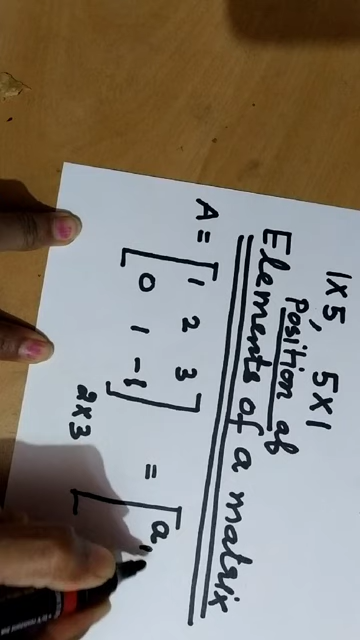 1×5, 5×1
Position of
Elements of a matrix
A = [1 2 3 = [a
0 1 -1] 2×3